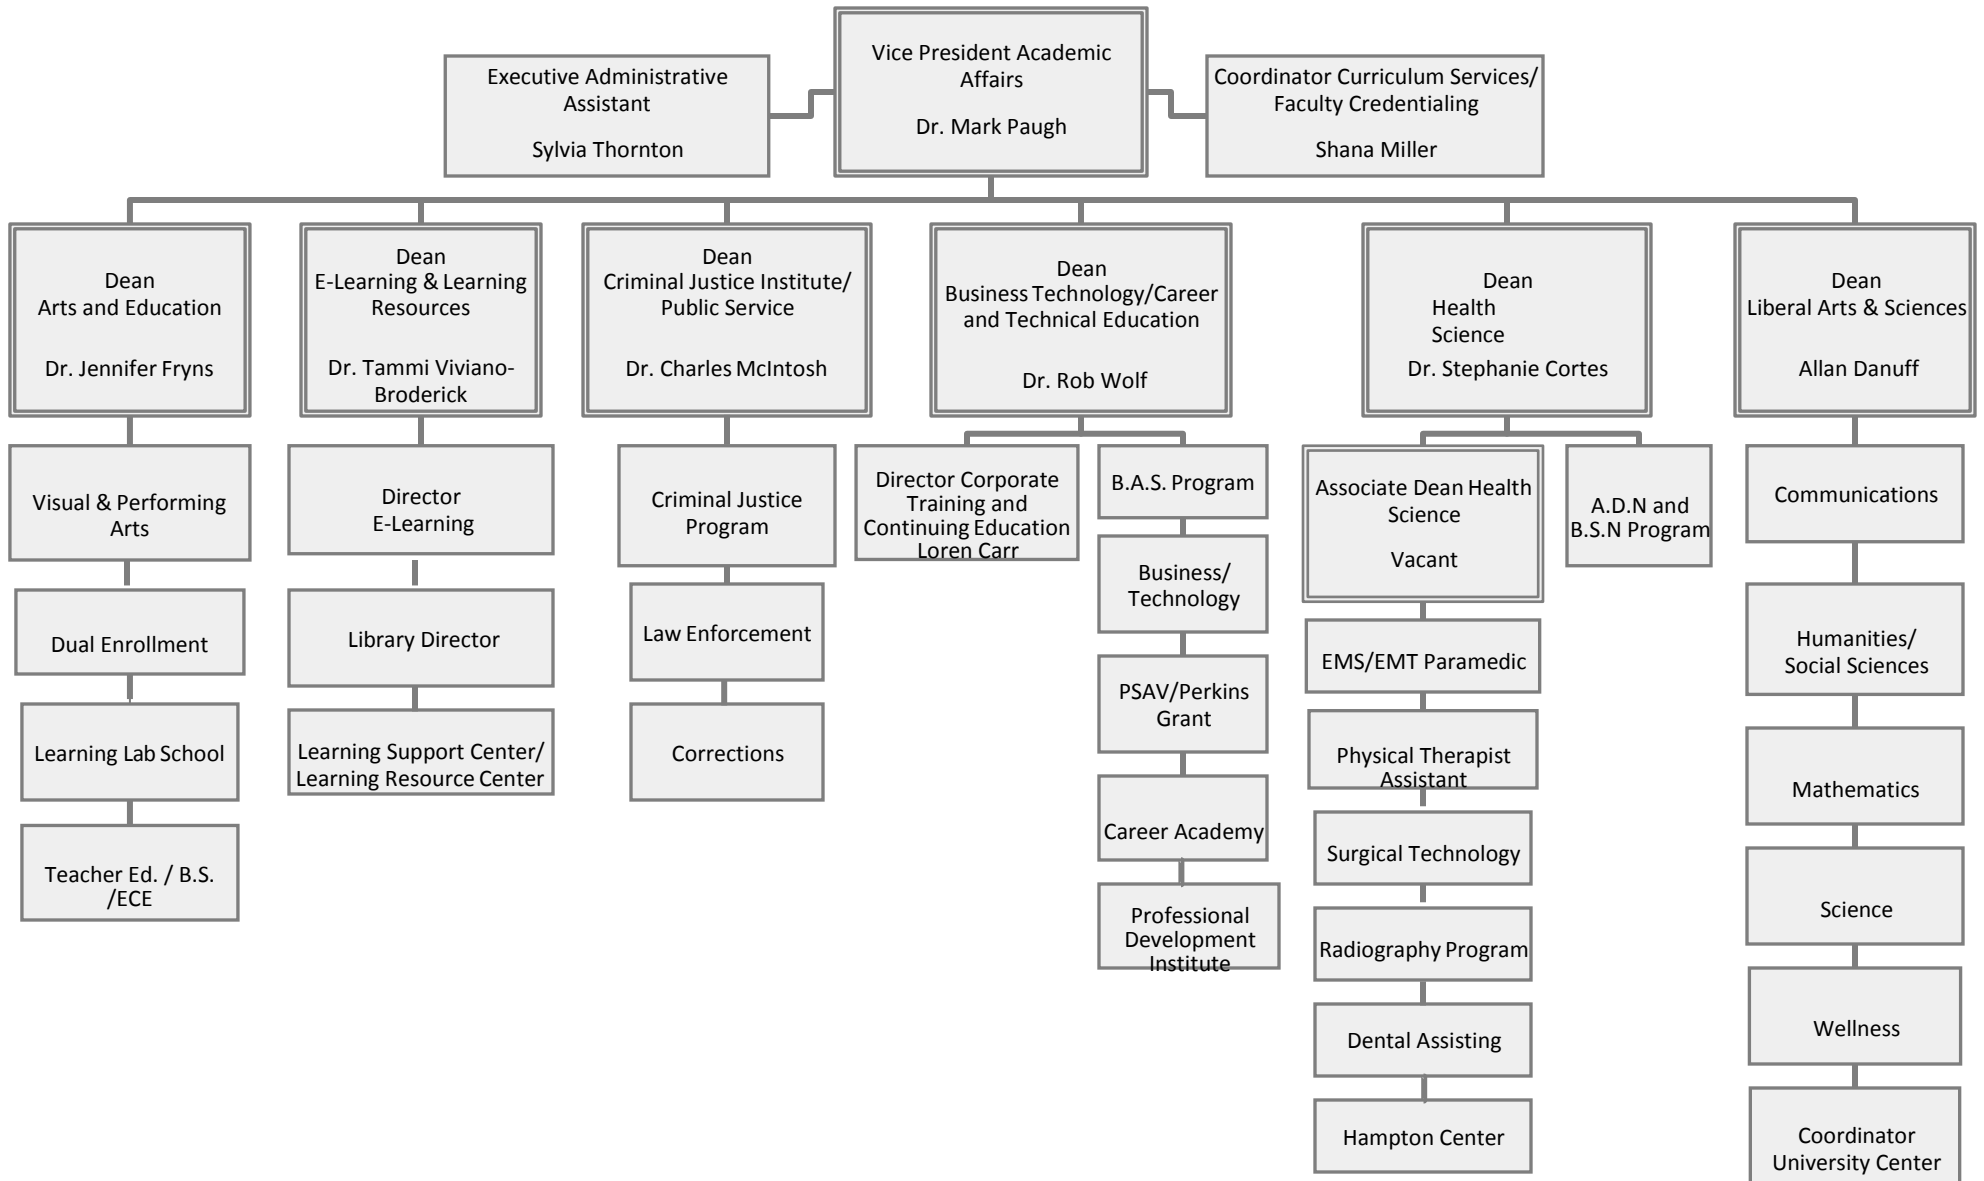 Vice President Academic
Affairs
Dr. Mark Paugh
Executive Administrative
Assistant
Sylvia Thornton
Coordinator Curriculum Services/
Faculty Credentialing
Shana Miller
Dean
Arts and Education
Dr. Jennifer Fryns
Visual & Performing
Arts
Dual Enrollment
Learning Lab School
Teacher Ed. / B.S.
/ECE
Dean
E-Learning & Learning
Resources
Dr. Tammi Viviano-
Broderick
Director
E-Learning
Library Director
Learning Support Center/
Learning Resource Center
Dean
Criminal Justice Institute/
Public Service
Dr. Charles McIntosh
Criminal Justice
Program
Law Enforcement
Corrections
Dean
Business Technology/Career
and Technical Education
Dr. Rob Wolf
Director Corporate
Training and
Continuing Education
Loren Carr
B.A.S. Program
Business/
Technology
PSAV/Perkins
Grant
Career Academy
Professional
Development
Institute
Dean
Health
Science
Dr. Stephanie Cortes
Associate Dean Health
Science
Vacant
EMS/EMT Paramedic
Physical Therapist
Assistant
Surgical Technology
Radiography Program
Dental Assisting
Hampton Center
A.D.N and
B.S.N Program
Dean
Liberal Arts & Sciences
Allan Danuff
Communications
Humanities/
Social Sciences
Mathematics
Science
Wellness
Coordinator
University Center